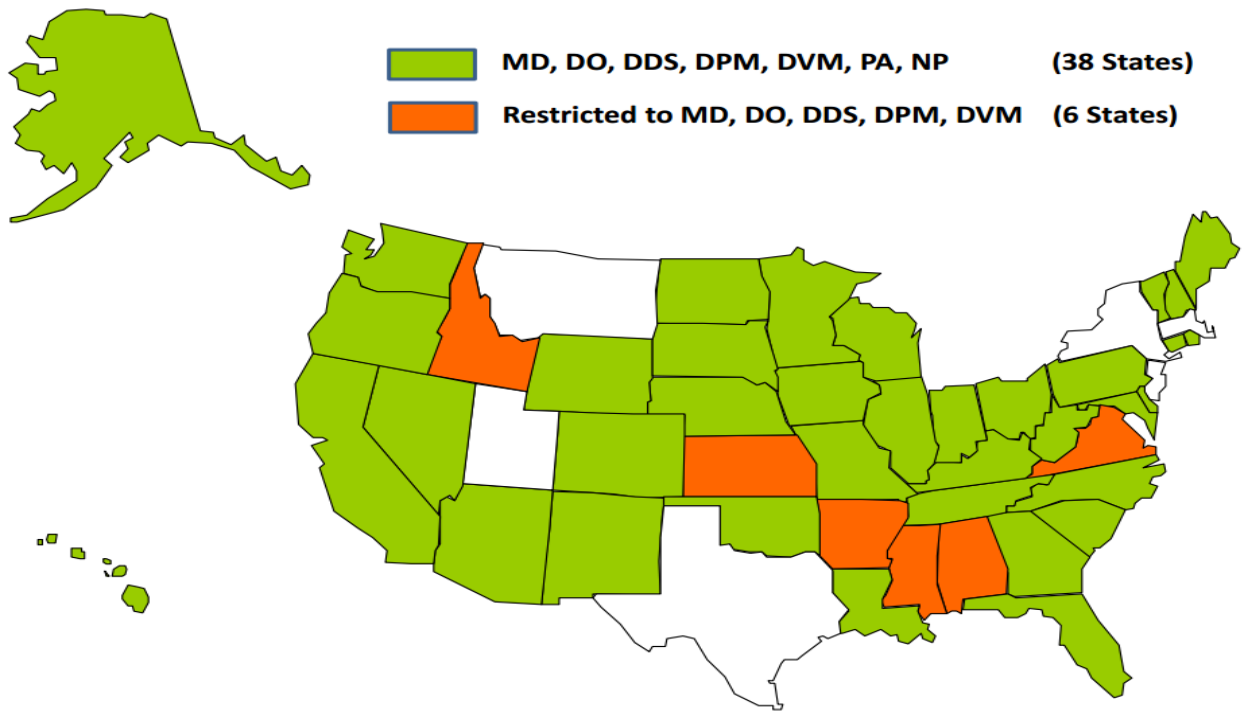 MD, DO, DDS, DPM, DVM, PA, NP (38 States)
Restricted to MD, DO, DDS, DPM, DVM (6 States)